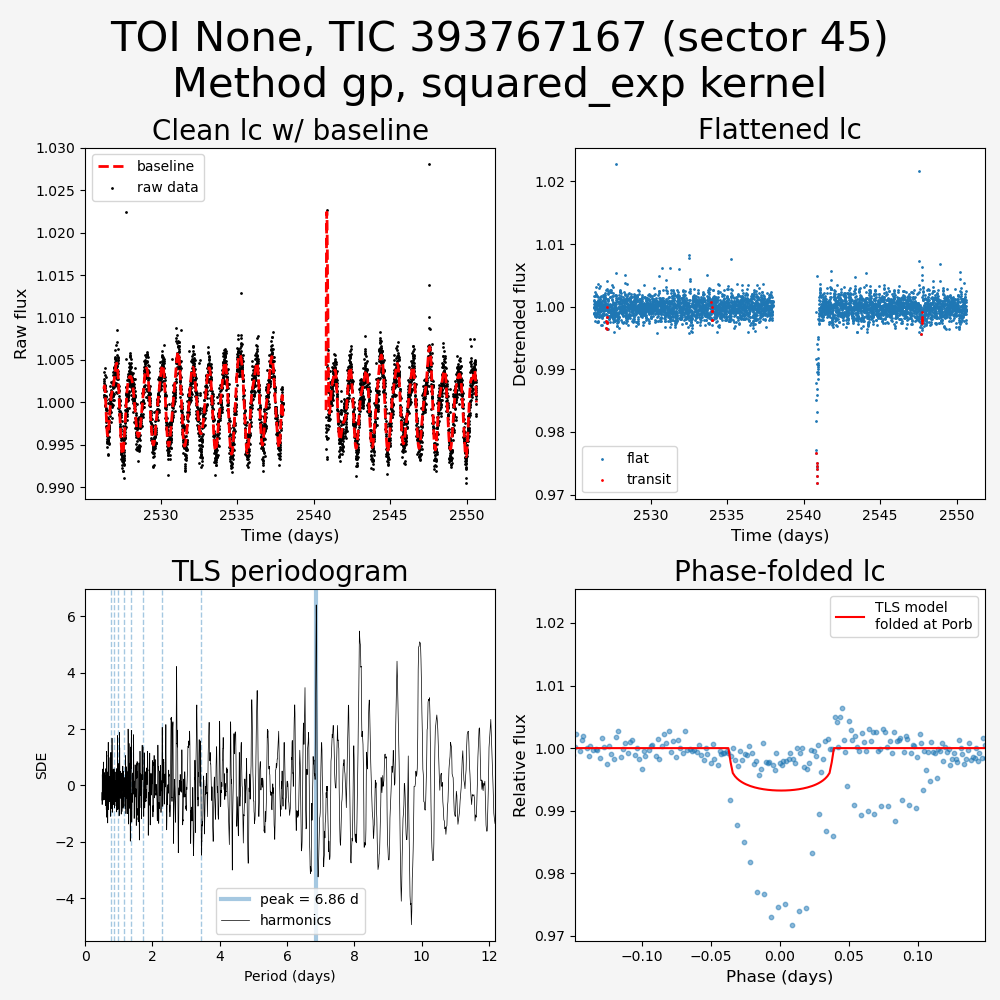 TOI None, TIC 393767167 (sector 45)
Method gp, squared_exp kernel
Clean lc w/ baseline
Raw flux
1.030
1.025
1.020
1.015
1.010
1.005
1.000
0.995
0.990
baseline
raw data
2530 2535 2540 2545 2550
Time (days)
Flattened lc
Detrended flux
1.02
1.01
1.00
0.99
0.98
0.97
flat
transit
2530 2535 2540 2545 2550
Time (days)
TLS periodogram
SDE
6
4
2
0
−2
−4
peak = 6.86 d
harmonics
0 2 4 6 8 10 12
Period (days)
Phase-folded lc
Relative flux
1.02
1.01
1.00
0.99
0.98
0.97
TLS model
folded at Porb
−0.10 −0.05 0.00 0.05 0.10
Phase (days)